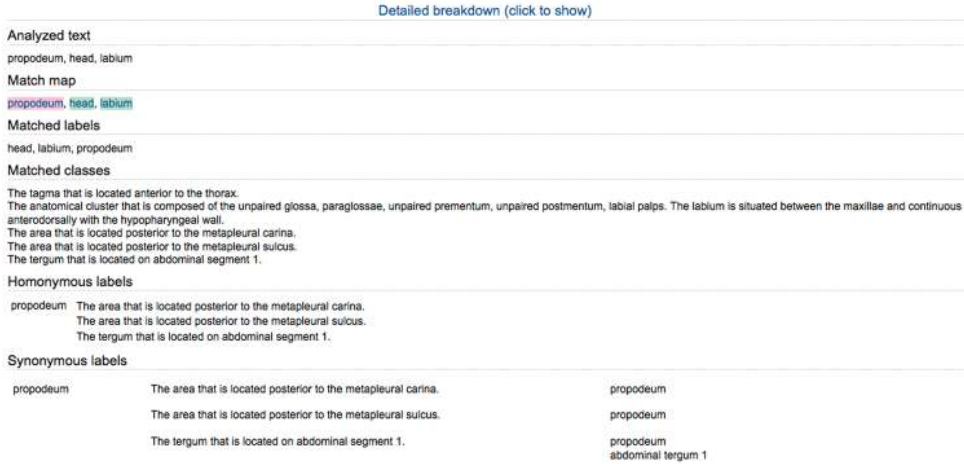 Detailed breakdown (click to show)
Analyzed text
propodeum, head, labium
Match map
propodeum, head, labium
Matched labels
head, labium, propodeum
Matched classes
The tagma that is located anterior to the thorax.
The anatomical cluster that is composed of the unpaired glossa, paraglossae, unpaired prementum, unpaired postmentum, labial palps. The labium is situated between the maxillae and continuous
anterodorsally with the hypopharyngeal wall.
The area that is located posterior to the metapleural carina.
The area that is located posterior to the metapleural sulcus.
The tergum that is located on abdominal segment 1.
Homonymous labels
propodeum The area that is located posterior to the metapleural carina.
The area that is located posterior to the metapleural sulcus.
The tergum that is located on abdominal segment 1.
Synonymous labels
propodeum The area that is located posterior to the metapleural carina. propodeum
The area that is located posterior to the metapleural sulcus. propodeum
The tergum that is located on abdominal segment 1. propodeum
abdominal tergum 1